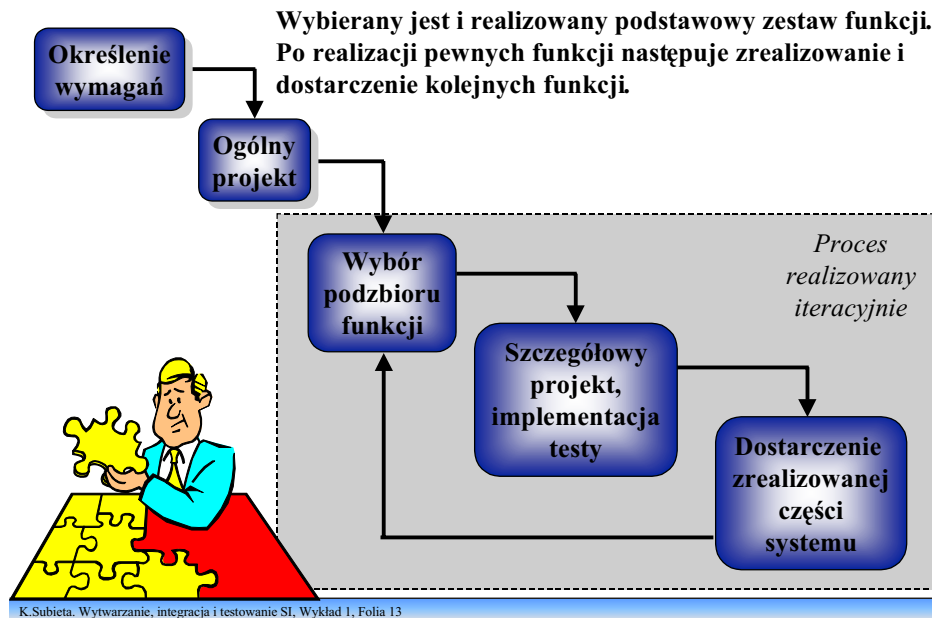 Wybierany jest i realizowany podstawowy zestaw funkcji.
Po realizacji pewnych funkcji następuje zrealizowanie i
dostarczenie kolejnych funkcji.
Określenie
wymagań
Ogólny
projekt
Wybór
podzbioru
funkcji
Proces
realizowany
iteracyjnie
Szczegółowy
projekt,
implementacja
testy
Dostarczenie
zrealizowanej
części
systemu
K.Subieta. Wytwarzanie, integracja i testowanie SI, Wykład 1, Folia 13